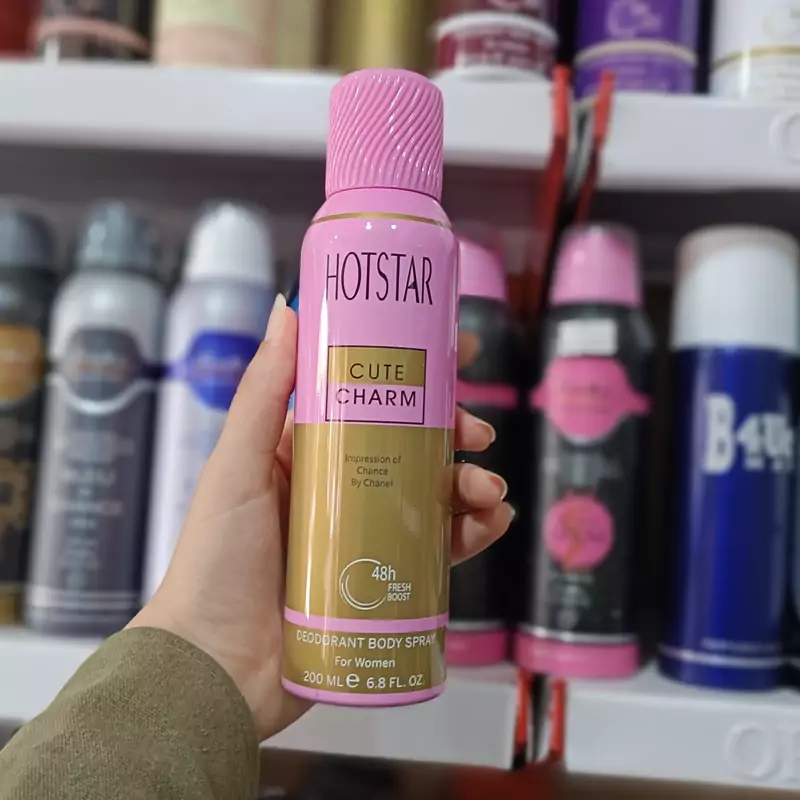 HOTSTAR
CUTE
CHARM
Impression of
Chance
By Chanel
48h
FRESH
BOOST
DEODORANT BODY SPRAY
For Women
200 ML e 6.8 FL. OZ.